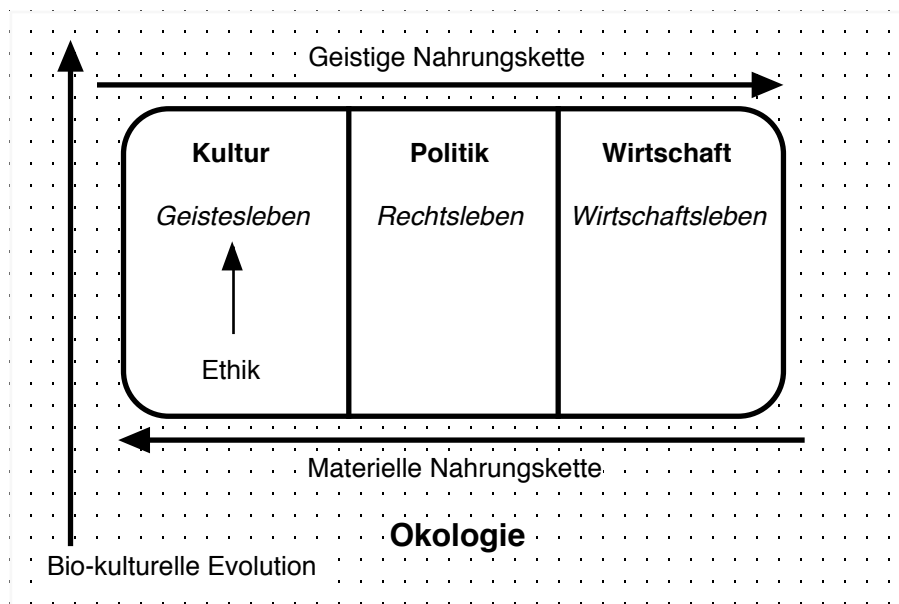 Geistige Nahrungskette
Kultur Politik Wirtschaft
Geistesleben Rechtsleben Wirtschaftsleben
Ethik
Materielle Nahrungskette
Okologie
Bio-kulturelle Evolution